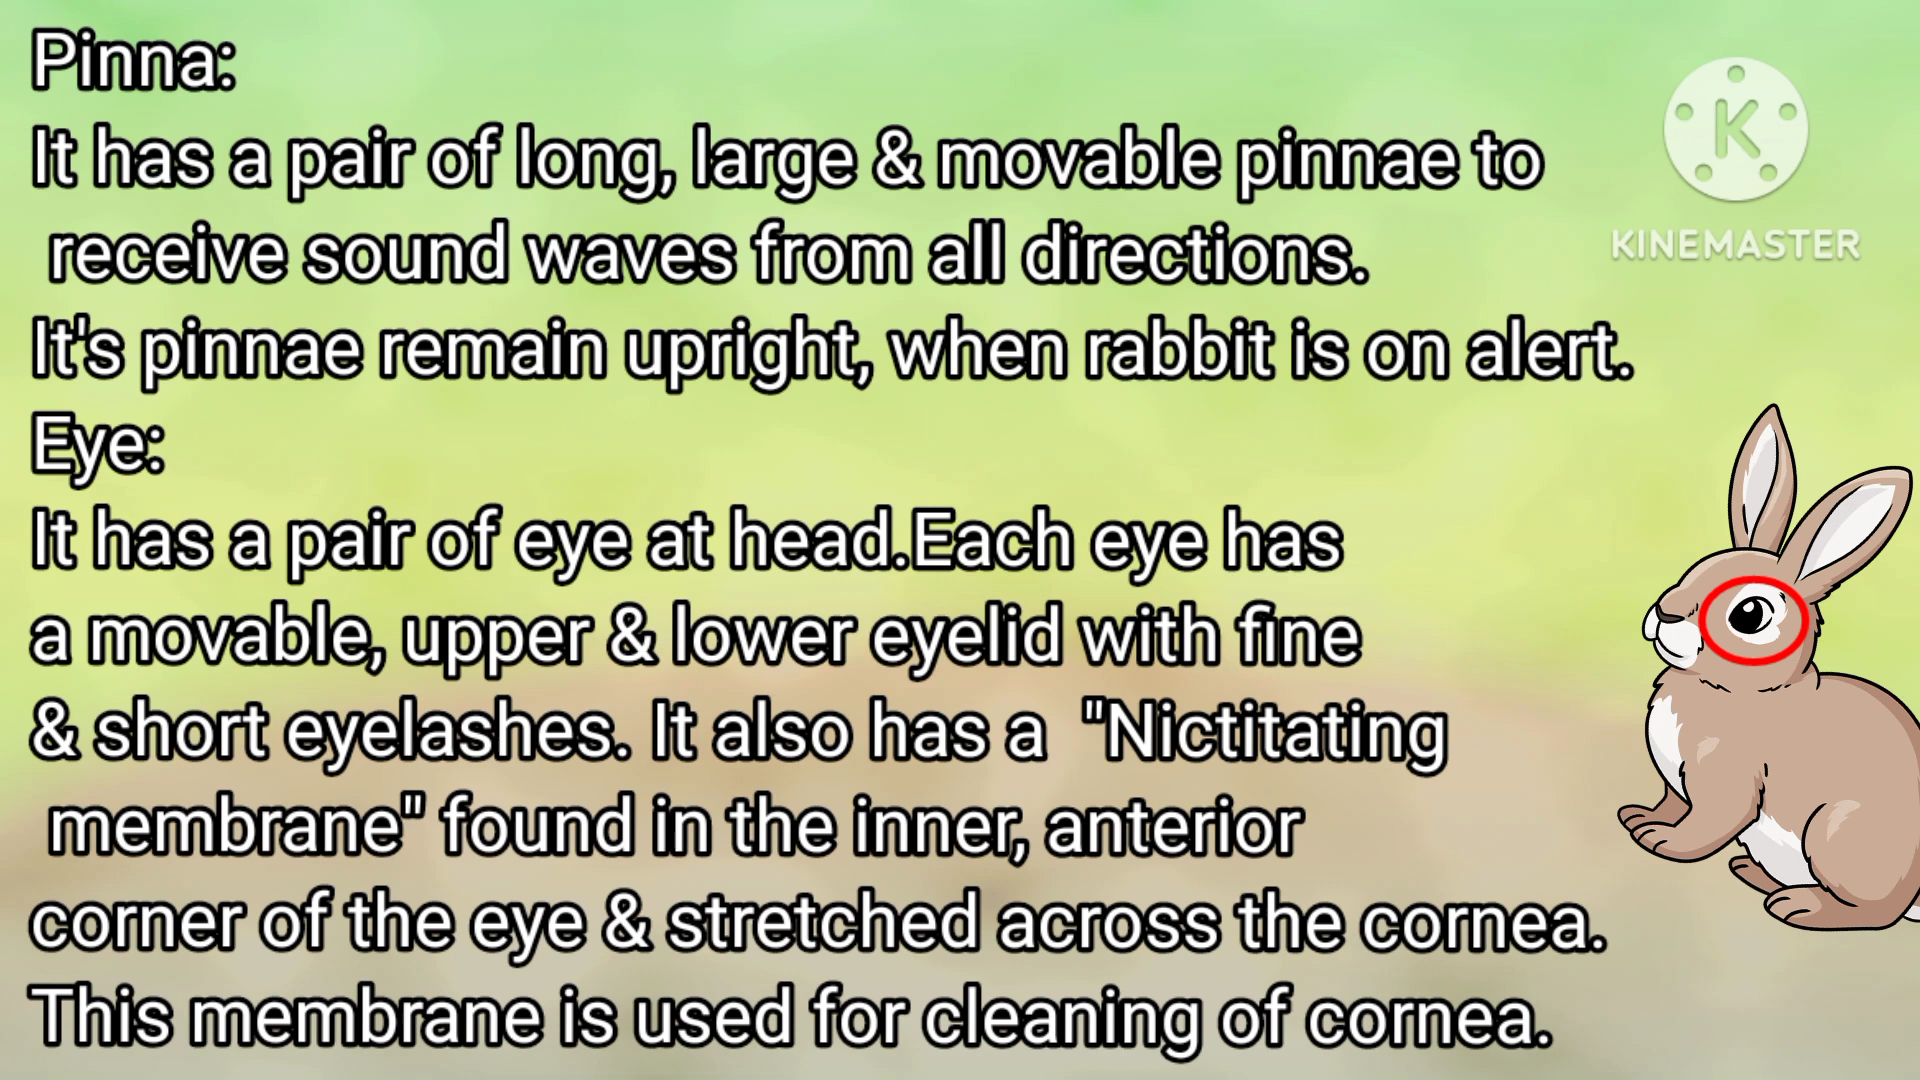 Pinna:
It has a pair of long, large & movable pinnae to
receive sound waves from all directions.
It's pinnae remain upright, when rabbit is on alert.
Eye:
It has a pair of eye at head.Each eye has
a movable, upper & lower eyelid with fine
& short eyelashes. It also has a "Nictitating
membrane" found in the inner, anterior
corner of the eye & stretched across the cornea.
This membrane is used for cleaning of cornea.
K
KINEMASTER